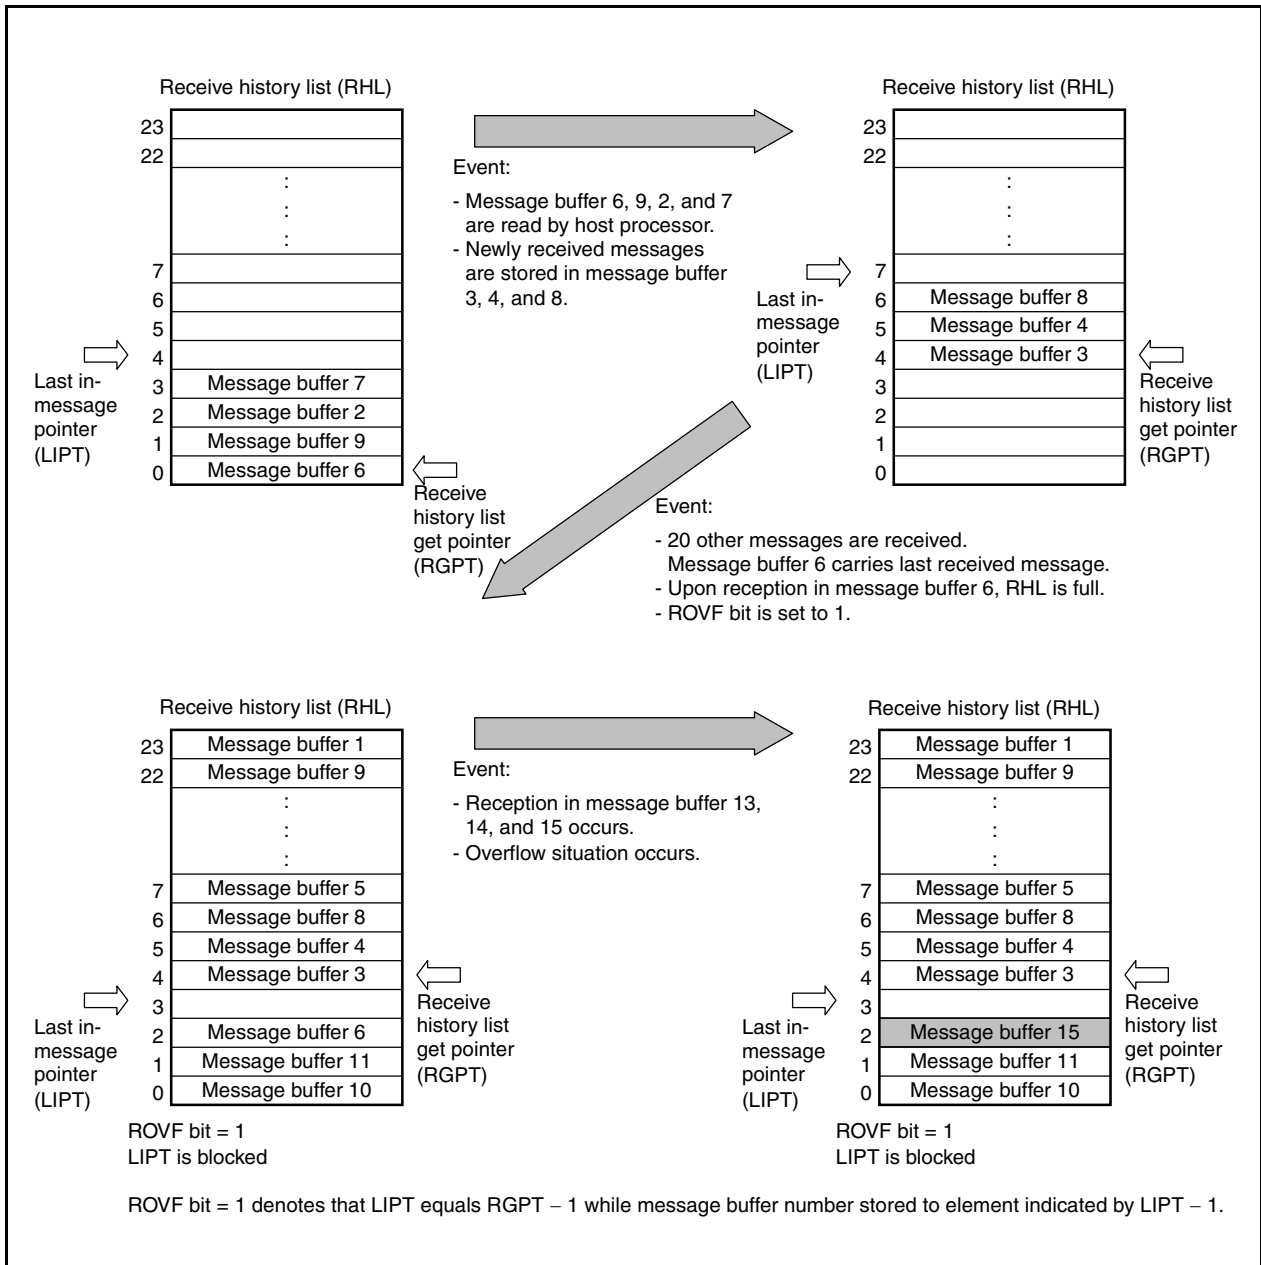 Receive history list (RHL)
23
22
:
:
:
7
6
5
4
3 Message buffer 7
2 Message buffer 2
1 Message buffer 9
0 Message buffer 6
Last in-
message
pointer
(LIPT)
Receive
history list
get pointer
(RGPT)
Event:
- Message buffer 6, 9, 2, and 7
are read by host processor.
- Newly received messages
are stored in message buffer
3, 4, and 8.
Receive history list (RHL)
23
22
:
:
:
7
6 Message buffer 8
5 Message buffer 4
4 Message buffer 3
3
2
1
0
Last in-
message
pointer
(LIPT)
Receive
history list
get pointer
(RGPT)
Event:
- 20 other messages are received.
Message buffer 6 carries last received message.
- Upon reception in message buffer 6, RHL is full.
- ROVF bit is set to 1.
Receive history list (RHL)
23 Message buffer 1
22 Message buffer 9
:
:
:
7 Message buffer 5
6 Message buffer 8
5 Message buffer 4
4 Message buffer 3
3
2 Message buffer 6
1 Message buffer 11
0 Message buffer 10
Last in-
message
pointer
(LIPT)
Receive
history list
get pointer
(RGPT)
ROVF bit = 1
LIPT is blocked
Event:
- Reception in message buffer 13,
14, and 15 occurs.
- Overflow situation occurs.
Receive history list (RHL)
23 Message buffer 1
22 Message buffer 9
:
:
:
7 Message buffer 5
6 Message buffer 8
5 Message buffer 4
4 Message buffer 3
3
2 Message buffer 15
1 Message buffer 11
0 Message buffer 10
Last in-
message
pointer
(LIPT)
Receive
history list
get pointer
(RGPT)
ROVF bit = 1
LIPT is blocked
ROVF bit = 1 denotes that LIPT equals RGPT − 1 while message buffer number stored to element indicated by LIPT − 1.